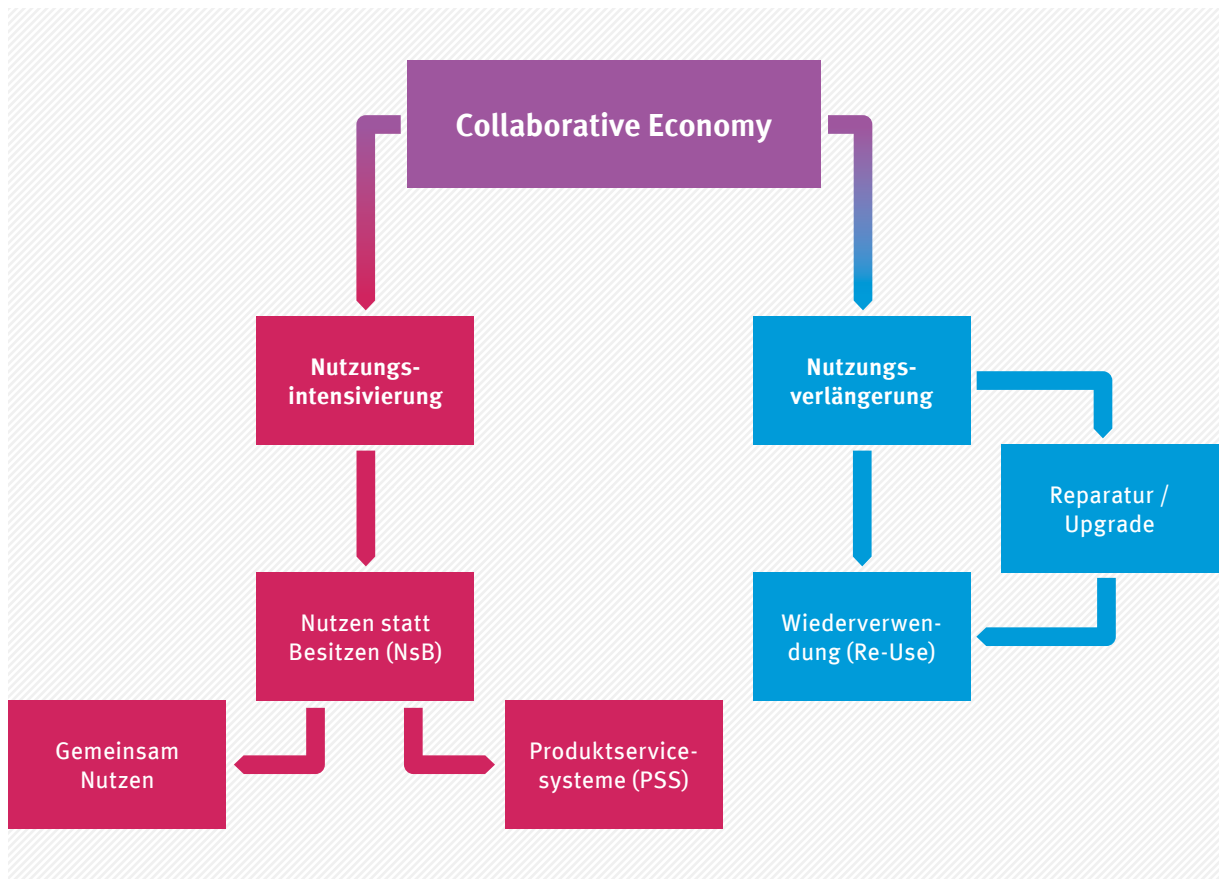 Collaborative Economy
Nutzungs-
intensivierung
Nutzungs-
verlängerung
Reparatur /
Upgrade
Nutzen statt
Besitzen (NsB)
Wiederverwen-
dung (Re-Use)
Gemeinsam
Nutzen
Produktservice-
systeme (PSS)